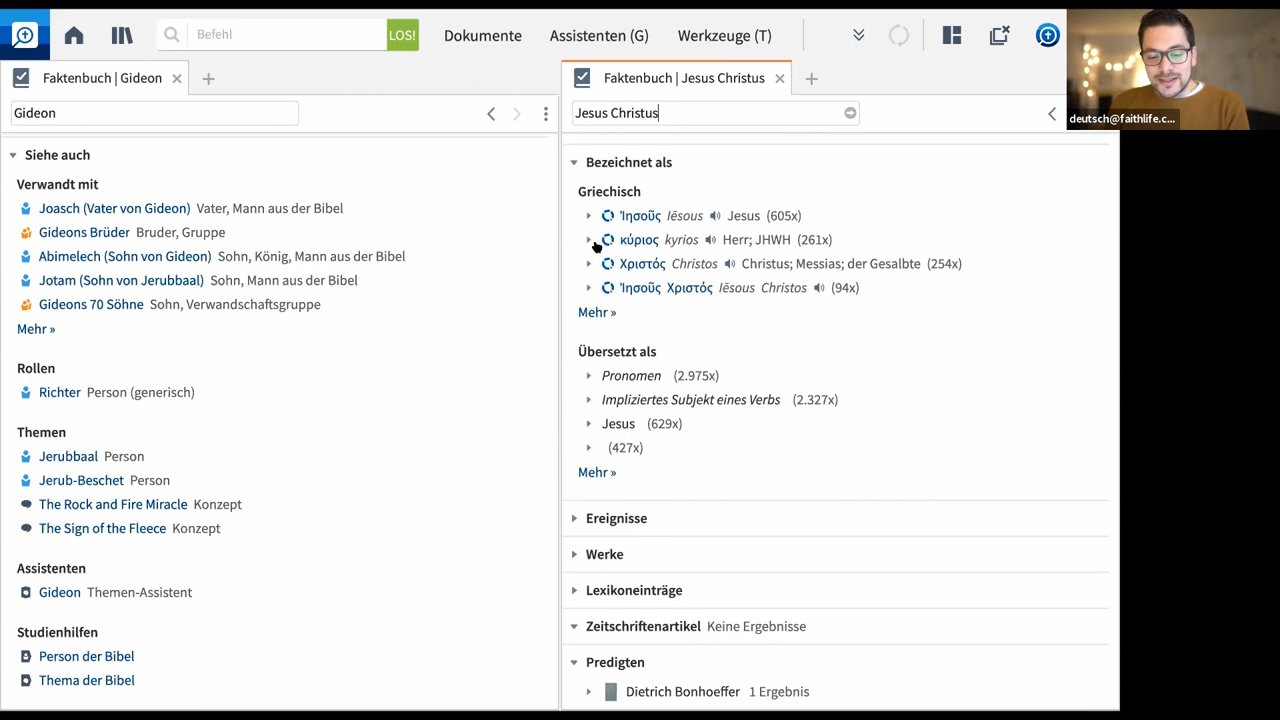 Befehl
LOS!
Dokumente
Assistenten (G)
Werkzeuge (T)
deutsch@faithlife.c...
Faktenbuch | Gideon
Gideon
Siehe auch
Verwandt mit
Joasch (Vater von Gideon) Vater, Mann aus der Bibel
Gideons Brüder Bruder, Gruppe
Abimelech (Sohn von Gideon) Sohn, König, Mann aus der Bibel
Jotam (Sohn von Jerubbaal) Sohn, Mann aus der Bibel
Gideons 70 Söhne Sohn, Verwandschaftsgruppe
Mehr »
Rollen
Richter Person (generisch)
Themen
Jerubbaal Person
Jerub-Beschet Person
The Rock and Fire Miracle Konzept
The Sign of the Fleece Konzept
Assistenten
Gideon Themen-Assistent
Studienhilfen
Person der Bibel
Thema der Bibel
Faktenbuch | Jesus Christus
Jesus Christus
Bezeichnet als
Griechisch
Ἰησοῦς Iēsous Jesus (605x)
κύριος kyrios Herr; JHWH (261x)
Χριστός Christos Christus; Messias; der Gesalbte (254x)
Ἰησοῦς Χριστός Iēsous Christos (94x)
Mehr »
Übersetzt als
Pronomen (2.975x)
Impliziertes Subjekt eines Verbs (2.327x)
Jesus (629x)
(427x)
Mehr »
Ereignisse
Werke
Lexikoneinträge
Zeitschriftenartikel Keine Ergebnisse
Predigten
Dietrich Bonhoeffer 1 Ergebnis